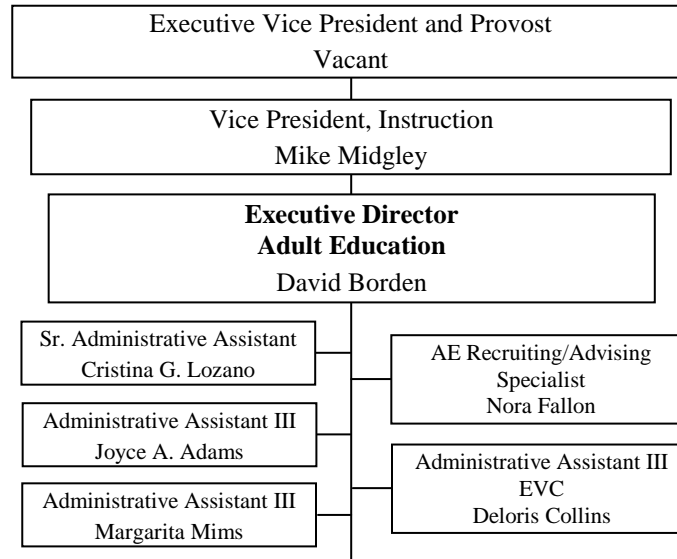 Executive Vice President and Provost
Vacant
Vice President, Instruction
Mike Midgley
Executive Director
Adult Education
David Borden
Sr. Administrative Assistant
Cristina G. Lozano
Administrative Assistant III
Joyce A. Adams
Administrative Assistant III
Margarita Mims
AE Recruiting/Advising
Specialist
Nora Fallon
Administrative Assistant III
EVC
Deloris Collins